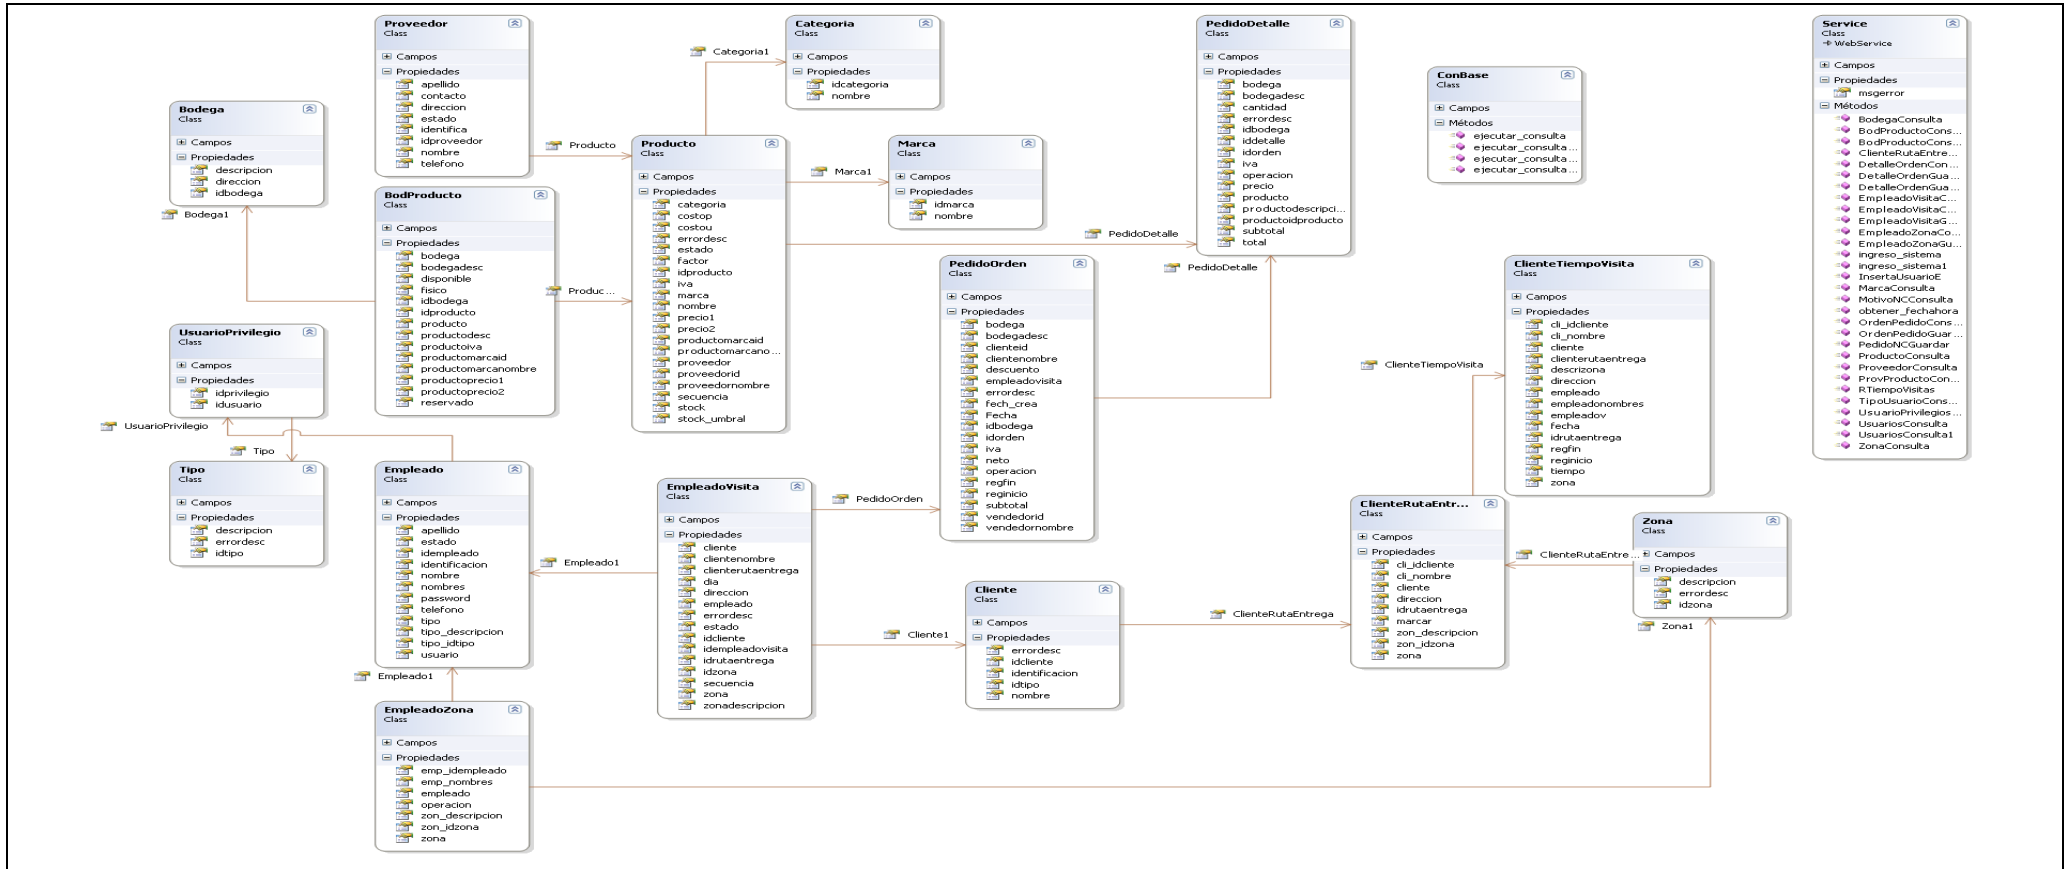 Proveedor
Class
Campos
Propiedades
apellido
contacto
direccion
estado
identifica
idproveedor
nombre
telefono
Producto
Categoria
Class
Campos
Propiedades
idcategoria
nombre
Categoria1
PedidoDetalle
Class
Campos
Propiedades
bodega
bodegadesc
cantidad
errordesc
idbodega
iddetalle
idorden
iva
operacion
precio
producto
productodescripci...
productoidproducto
subtotal
total
ConBase
Class
Campos
Métodos
ejecutar_consulta
ejecutar_consulta ...
ejecutar_consulta ...
ejecutar_consulta ...
Service
Class
WebService
Campos
Propiedades
msgerror
Métodos
BodegaConsulta
BodProductoCons...
BodProductoCons...
ClienteRutaEntre...
DetalleOrdenCon...
DetalleOrdenGua...
DetalleOrdenGua...
EmpleadoVisitaC...
EmpleadoVisitaC...
EmpleadoVisitaG...
EmpleadoZonaCo...
EmpleadoZonaGu...
ingreso_sistema
ingreso_sistema1
InsertaUsuarioE
MarcaConsulta
MotivoNCConsulta
obtener_fechahora
OrdenPedidoCons...
OrdenPedidoGuar...
PedidoNCGuardar
ProductoConsulta
ProveedorConsulta
ProvProductoCon...
RTiempoVisitas
TipoUsuarioCons...
UsuarioPrivilegios...
UsuariosConsulta
UsuariosConsulta1
ZonaConsulta
Bodega
Class
Campos
Propiedades
descripcion
direccion
idbodega
Bodega1
BodProducto
Class
Campos
Propiedades
bodega
bodegadesc
disponible
fisico
idbodega
idproducto
producto
productodesc
productoiva
productomarcaid
productomarcanombre
productoprecio1
productoprecio2
reservado
Produc...
Producto
Class
Campos
Propiedades
categoria
costop
costou
errordesc
estado
factor
idproducto
iva
marca
nombre
precio1
precio2
productomarcaid
productomarcano...
proveedor
proveedorid
proveedornombre
secuencia
stock
stock_umbral
Marca1
Marca
Class
Campos
Propiedades
idmarca
nombre
PedidoDetalle
PedidoDetalle
PedidoOrden
Class
Campos
Propiedades
bodega
bodegadesc
clienteid
clientenombre
descuento
empleadovisita
errordesc
fech_crea
Fecha
idbodega
idorden
iva
neto
operacion
regfin
reginicio
subtotal
vendedorid
vendedornombre
ClienteTiempoVisita
Class
Campos
Propiedades
cli_idcliente
cli_nombre
cliente
clienterutaentrega
descrizona
direccion
empleado
empleadonombres
empleadov
fecha
idrutaentrega
regfin
reginicio
tiempo
zona
ClienteTiempoVisita
UsuarioPrivilegio
Class
Campos
Propiedades
idprivilegio
idusuario
UsuarioPrivilegio
Tipo
Tipo
Class
Campos
Propiedades
descripcion
errordesc
idtipo
Empleado
Class
Campos
Propiedades
apellido
estado
idempleado
identificacion
nombre
nombres
password
telefono
tipo
tipo_descripcion
tipo_idtipo
usuario
Empleado1
Empleado1
EmpleadoVisita
Class
Campos
Propiedades
cliente
clientenombre
clienterutaentrega
dia
direccion
empleado
errordesc
estado
idcliente
idempleadovisita
idrutaentrega
idzona
secuencia
zona
zonadescripcion
PedidoOrden
Cliente1
Cliente
Class
Campos
Propiedades
errordesc
idcliente
identificacion
idtipo
nombre
ClienteRutaEntrega
ClienteRutaEntr...
Class
Campos
Propiedades
cli_idcliente
cli_nombre
cliente
direccion
idrutaentrega
marcar
zon_descripcion
zon_idzona
zona
ClienteRutaEntre...
Zona
Class
Campos
Propiedades
descripcion
errordesc
idzona
Zona1
EmpleadoZona
Class
Campos
Propiedades
emp_idempleado
emp_nombres
empleado
operacion
zon_descripcion
zon_idzona
zona